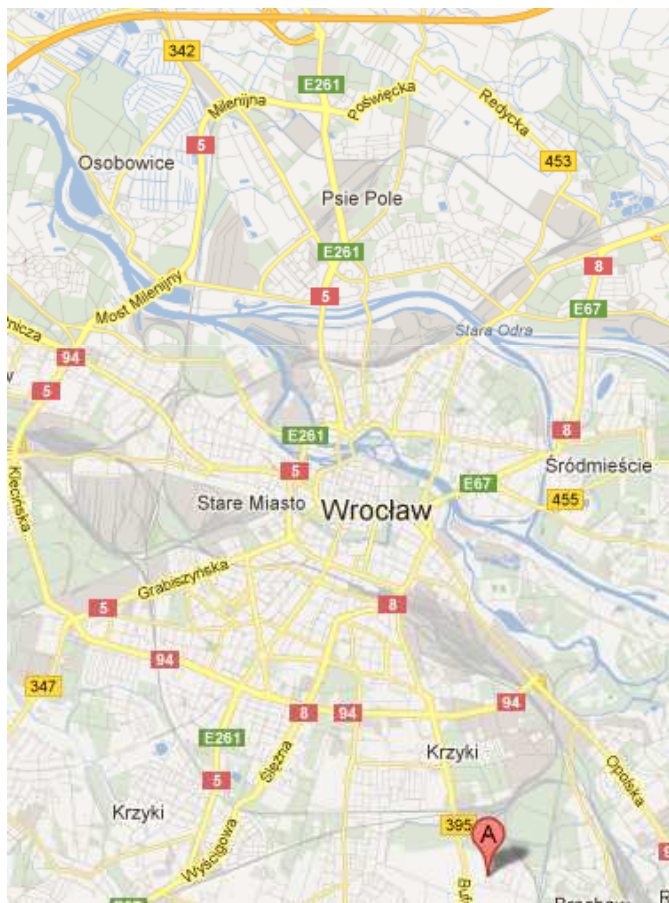 342
E261
Milenijna
Poświęcka
Redycka
5
Osobowice
453
Psie Pole
E261
8
5
Most Milenijny
E67
Stara Odra
94
5
E261
8
5
Śródmieście
E67
455
Stare Miasto
Wrocław
Klecińska
Grabiszyńska
5
8
94
347
94
8
94
E261
Ślężna
Krzyki
5
Opolska
Krzyki
395
A
Wyścigowa